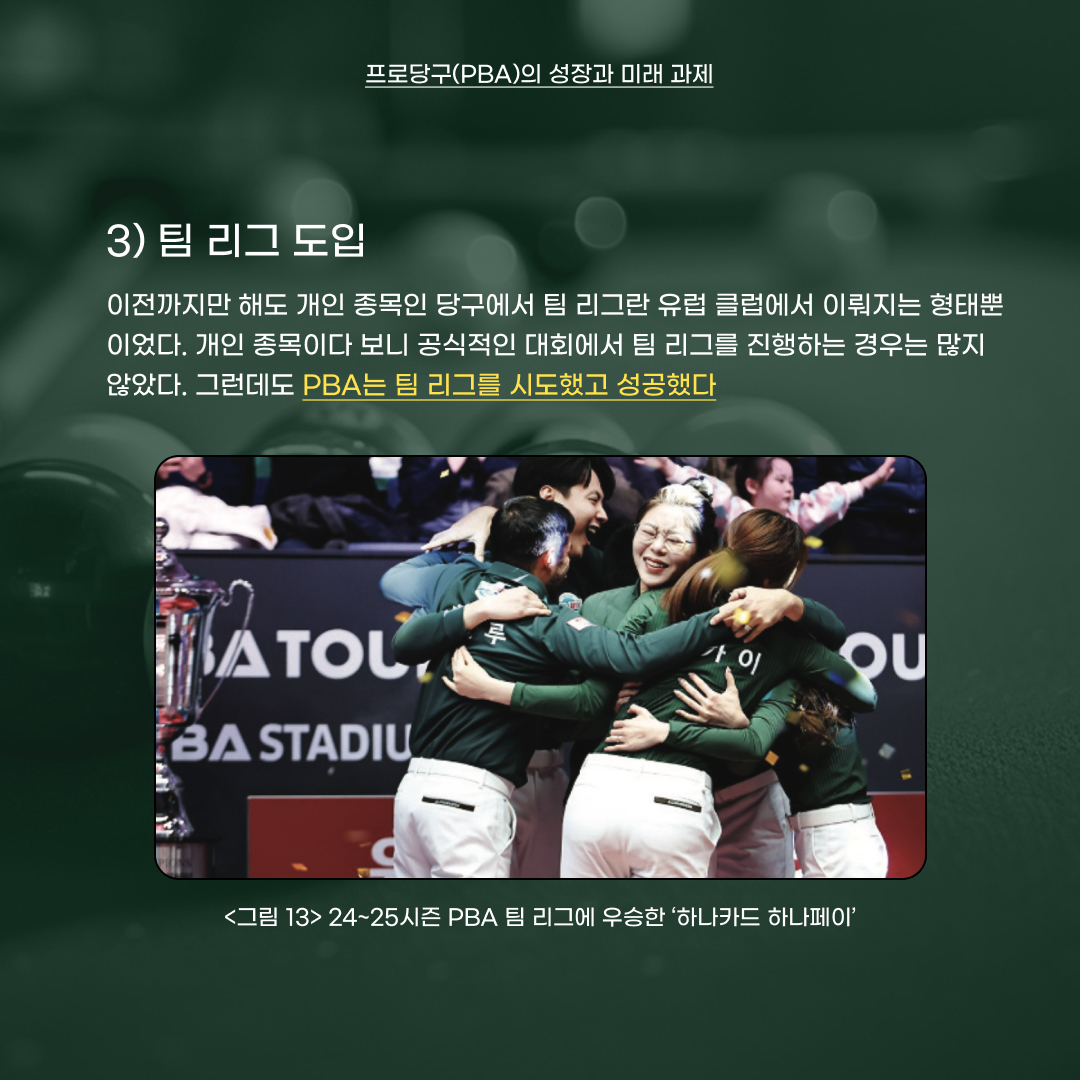 프로당구(PBA)의 성장과 미래 과제
3) 팀 리그 도입
이전까지만 해도 개인 종목인 당구에서 팀 리그란 유럽 클럽에서 이뤄지는 형태뿐
이었다. 개인 종목이다 보니 공식적인 대회에서 팀 리그를 진행하는 경우는 많지
않았다. 그런데도 PBA는 팀 리그를 시도했고 성공했다
루
가 이
BA TOU
OU
BA STADIU
<그림 13> 24~25시즌 PBA 팀 리그에 우승한 ‘하나카드 하나페이’